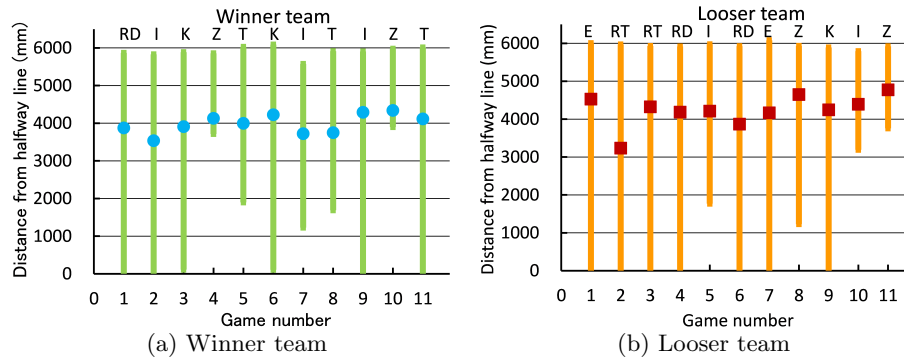 Winner team
RD I K Z T K I T I Z T
Distance from halfway line (mm)
6000
5000
4000
3000
2000
1000
0
0 1 2 3 4 5 6 7 8 9 10 11
Game number
(a) Winner team
Looser team
E RT RT RD I RD E Z K I Z
Distance from halfway line (mm)
6000
5000
4000
3000
2000
1000
0
0 1 2 3 4 5 6 7 8 9 10 11
Game number
(b) Looser team